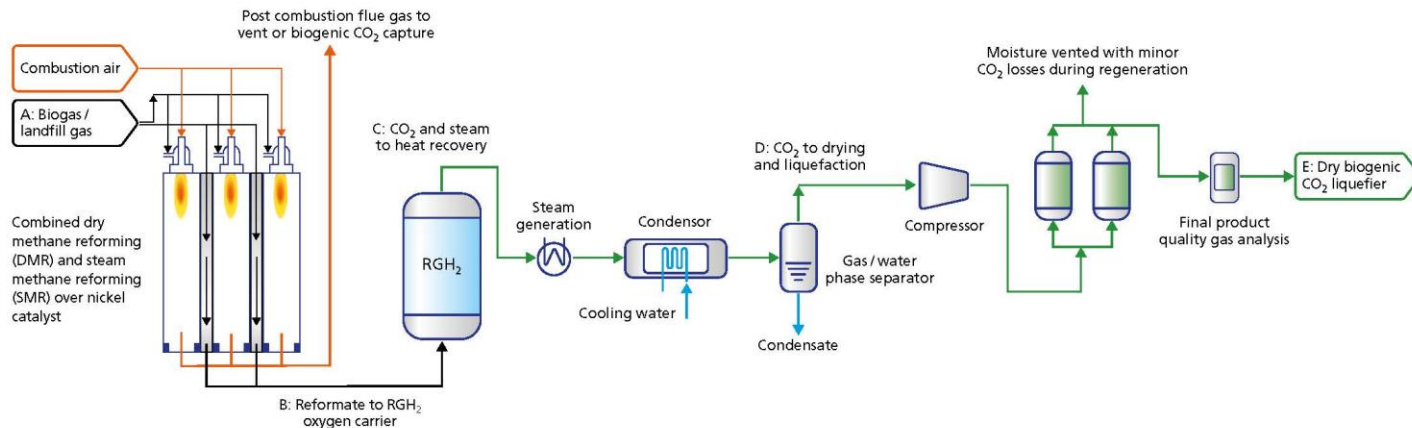 Post combustion flue gas to
vent or biogenic CO₂ capture
Combustion air
A: Biogas /
landfill gas
Combined dry
methane reforming
(DMR) and steam
methane reforming
(SMR) over nickel
catalyst
B: Reformate to RGH₂
oxygen carrier
C: CO₂ and steam
to heat recovery
RGH₂
Steam
generation
Condensor
Cooling water
D: CO₂ to drying
and liquefaction
Gas / water
phase separator
Condensate
Compressor
Moisture vented with minor
CO₂ losses during regeneration
Final product
quality gas analysis
E: Dry biogenic
CO₂ liquefier